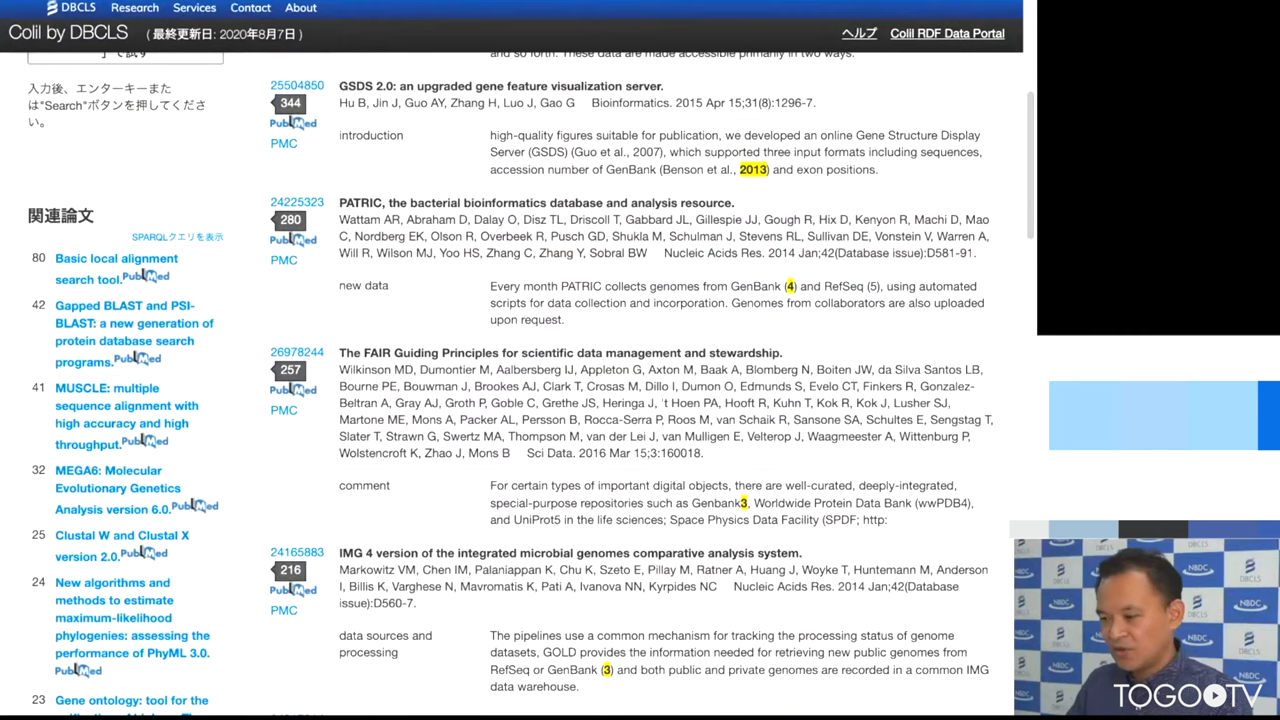 DBCLS Research Services Contact About
Colil by DBCLS ( 最終更新日: 2020年8月7日 ) ヘルプ Colil RDF Data Portal
」で試す
入力後、エンターキーまた
は"Search"ボタンを押してくださ
い。
関連論文
SPARQLクエリを表示
80 Basic local alignment
search tool. PubMed
42 Gapped BLAST and PSI-
BLAST: a new generation of
protein database search
programs. PubMed
41 MUSCLE: multiple
sequence alignment with
high accuracy and high
throughput. PubMed
32 MEGA6: Molecular
Evolutionary Genetics
Analysis version 6.0. PubMed
25 Clustal W and Clustal X
version 2.0. PubMed
24 New algorithms and
methods to estimate
maximum-likelihood
phylogenies: assessing the
performance of PhyML 3.0.
PubMed
23 Gene ontology: tool for the
and so forth. These data are made accessible primarily in two ways.
25504850 GSDS 2.0: an upgraded gene feature visualization server.
344 Hu B, Jin J, Guo AY, Zhang H, Luo J, Gao G Bioinformatics. 2015 Apr 15;31(8):1296-7.
PubMed
PMC
introduction high-quality figures suitable for publication, we developed an online Gene Structure Display
Server (GSDS) (Guo et al., 2007), which supported three input formats including sequences,
accession number of GenBank (Benson et al., 2013) and exon positions.
24225323 PATRIC, the bacterial bioinformatics database and analysis resource.
280 Wattam AR, Abraham D, Dalay O, Disz TL, Driscoll T, Gabbard JL, Gillespie JJ, Gough R, Hix D, Kenyon R, Machi D, Mao
PubMed C, Nordberg EK, Olson R, Overbeek R, Pusch GD, Shukla M, Schulman J, Stevens RL, Sullivan DE, Vonstein V, Warren A,
PMC Will R, Wilson MJ, Yoo HS, Zhang C, Zhang Y, Sobral BW Nucleic Acids Res. 2014 Jan;42(Database issue):D581-91.
new data Every month PATRIC collects genomes from GenBank (4) and RefSeq (5), using automated
scripts for data collection and incorporation. Genomes from collaborators are also uploaded
upon request.
26978244 The FAIR Guiding Principles for scientific data management and stewardship.
257 Wilkinson MD, Dumontier M, Aalbersberg IJ, Appleton G, Axton M, Baak A, Blomberg N, Boiten JW, da Silva Santos LB,
PubMed Bourne PE, Bouwman J, Brookes AJ, Clark T, Crosas M, Dillo I, Dumon O, Edmunds S, Evelo CT, Finkers R, Gonzalez-
PMC Beltran A, Gray AJ, Groth P, Goble C, Grethe JS, Heringa J, 't Hoen PA, Hooft R, Kuhn T, Kok R, Kok J, Lusher SJ,
Martone ME, Mons A, Packer AL, Persson B, Rocca-Serra P, Roos M, van Schaik R, Sansone SA, Schultes E, Sengstag T,
Slater T, Strawn G, Swertz MA, Thompson M, van der Lei J, van Mulligen E, Velterop J, Waagmeester A, Wittenburg P,
Wolstencroft K, Zhao J, Mons B Sci Data. 2016 Mar 15;3:160018.
comment For certain types of important digital objects, there are well-curated, deeply-integrated,
special-purpose repositories such as Genbank3, Worldwide Protein Data Bank (wwPDB4),
and UniProt5 in the life sciences; Space Physics Data Facility (SPDF; http:
24165883 IMG 4 version of the integrated microbial genomes comparative analysis system.
216 Markowitz VM, Chen IM, Palaniappan K, Chu K, Szeto E, Pillay M, Ratner A, Huang J, Woyke T, Huntemann M, Anderson
PubMed I, Billis K, Varghese N, Mavromatis K, Pati A, Ivanova NN, Kyrpides NC Nucleic Acids Res. 2014 Jan;42(Database
PMC issue):D560-7.
data sources and The pipelines use a common mechanism for tracking the processing status of genome
processing datasets, GOLD provides the information needed for retrieving new public genomes from
RefSeq or GenBank (3) and both public and private genomes are recorded in a common IMG
data warehouse.
DBCLS NBDC DBCLS NBDC
NBDC DBCLS
NBDC
DBCLS
NBDC
TOGOTV